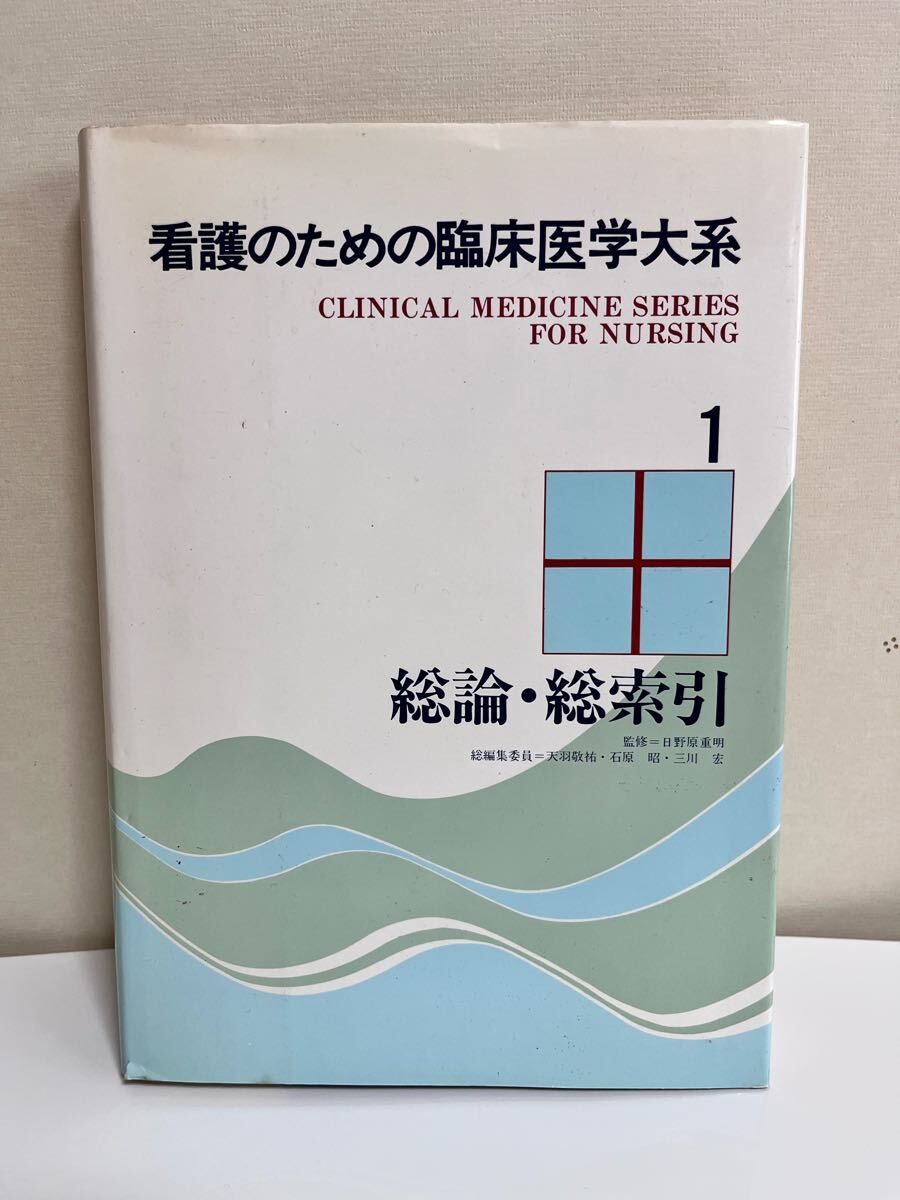 看護のための臨床医学大系
CLINICAL MEDICINE SERIES
FOR NURSING
1
総論・総索引
監修＝日野原重明
総編集委員＝天羽敬祐・石原　昭・三川　宏